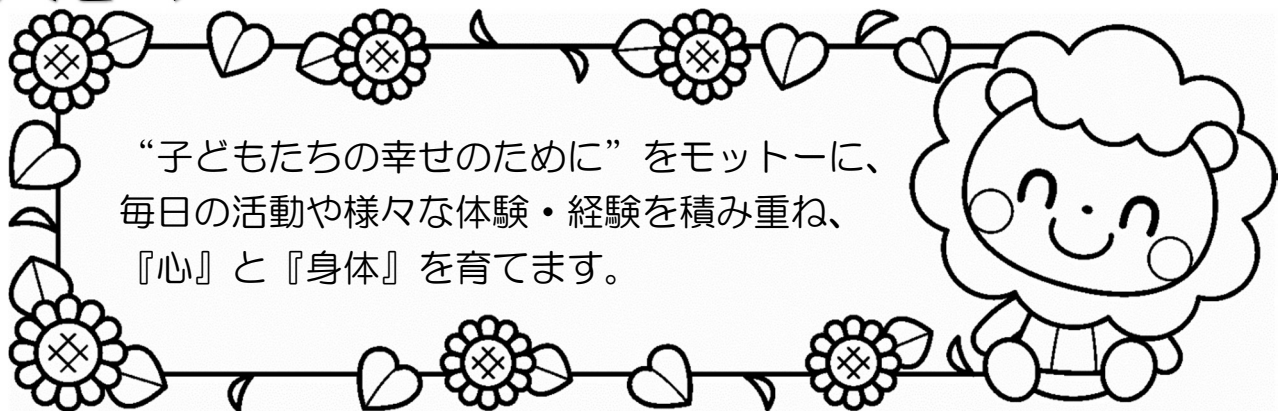 “子どもたちの幸せのために”をモットーに、
毎日の活動や様々な体験・経験を積み重ね、
『心』と『身体』を育てます。